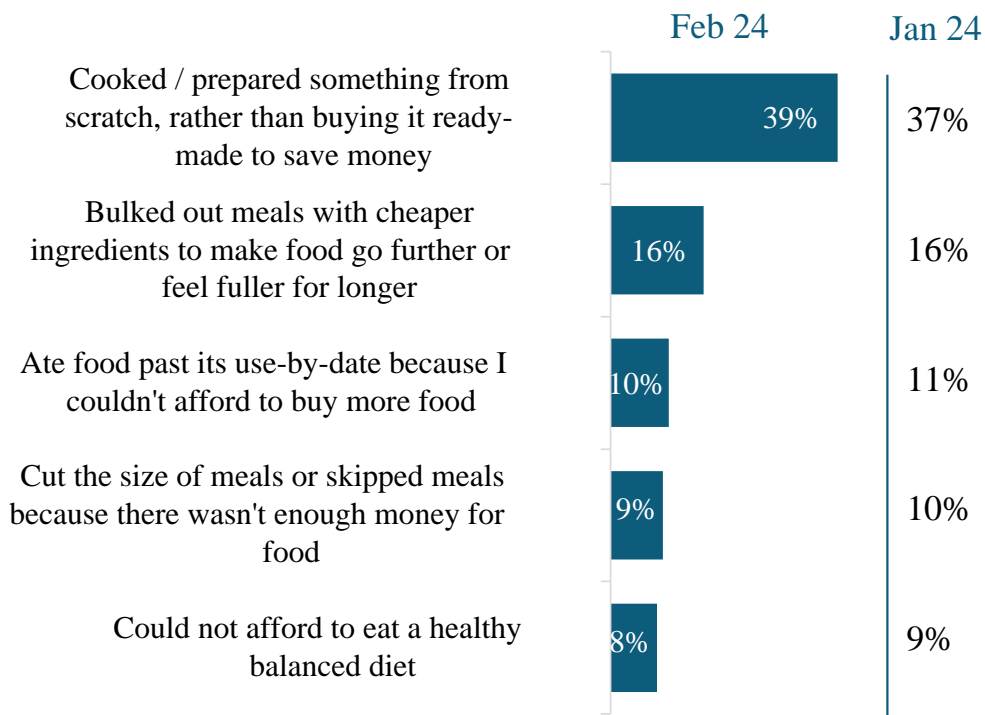 Feb 24
Jan 24
Cooked / prepared something from
scratch, rather than buying it ready-
made to save money
39%
37%
Bulked out meals with cheaper
ingredients to make food go further or
feel fuller for longer
16%
16%
Ate food past its use-by-date because I
couldn't afford to buy more food
10%
11%
Cut the size of meals or skipped meals
because there wasn't enough money for
food
9%
10%
Could not afford to eat a healthy
balanced diet
8%
9%